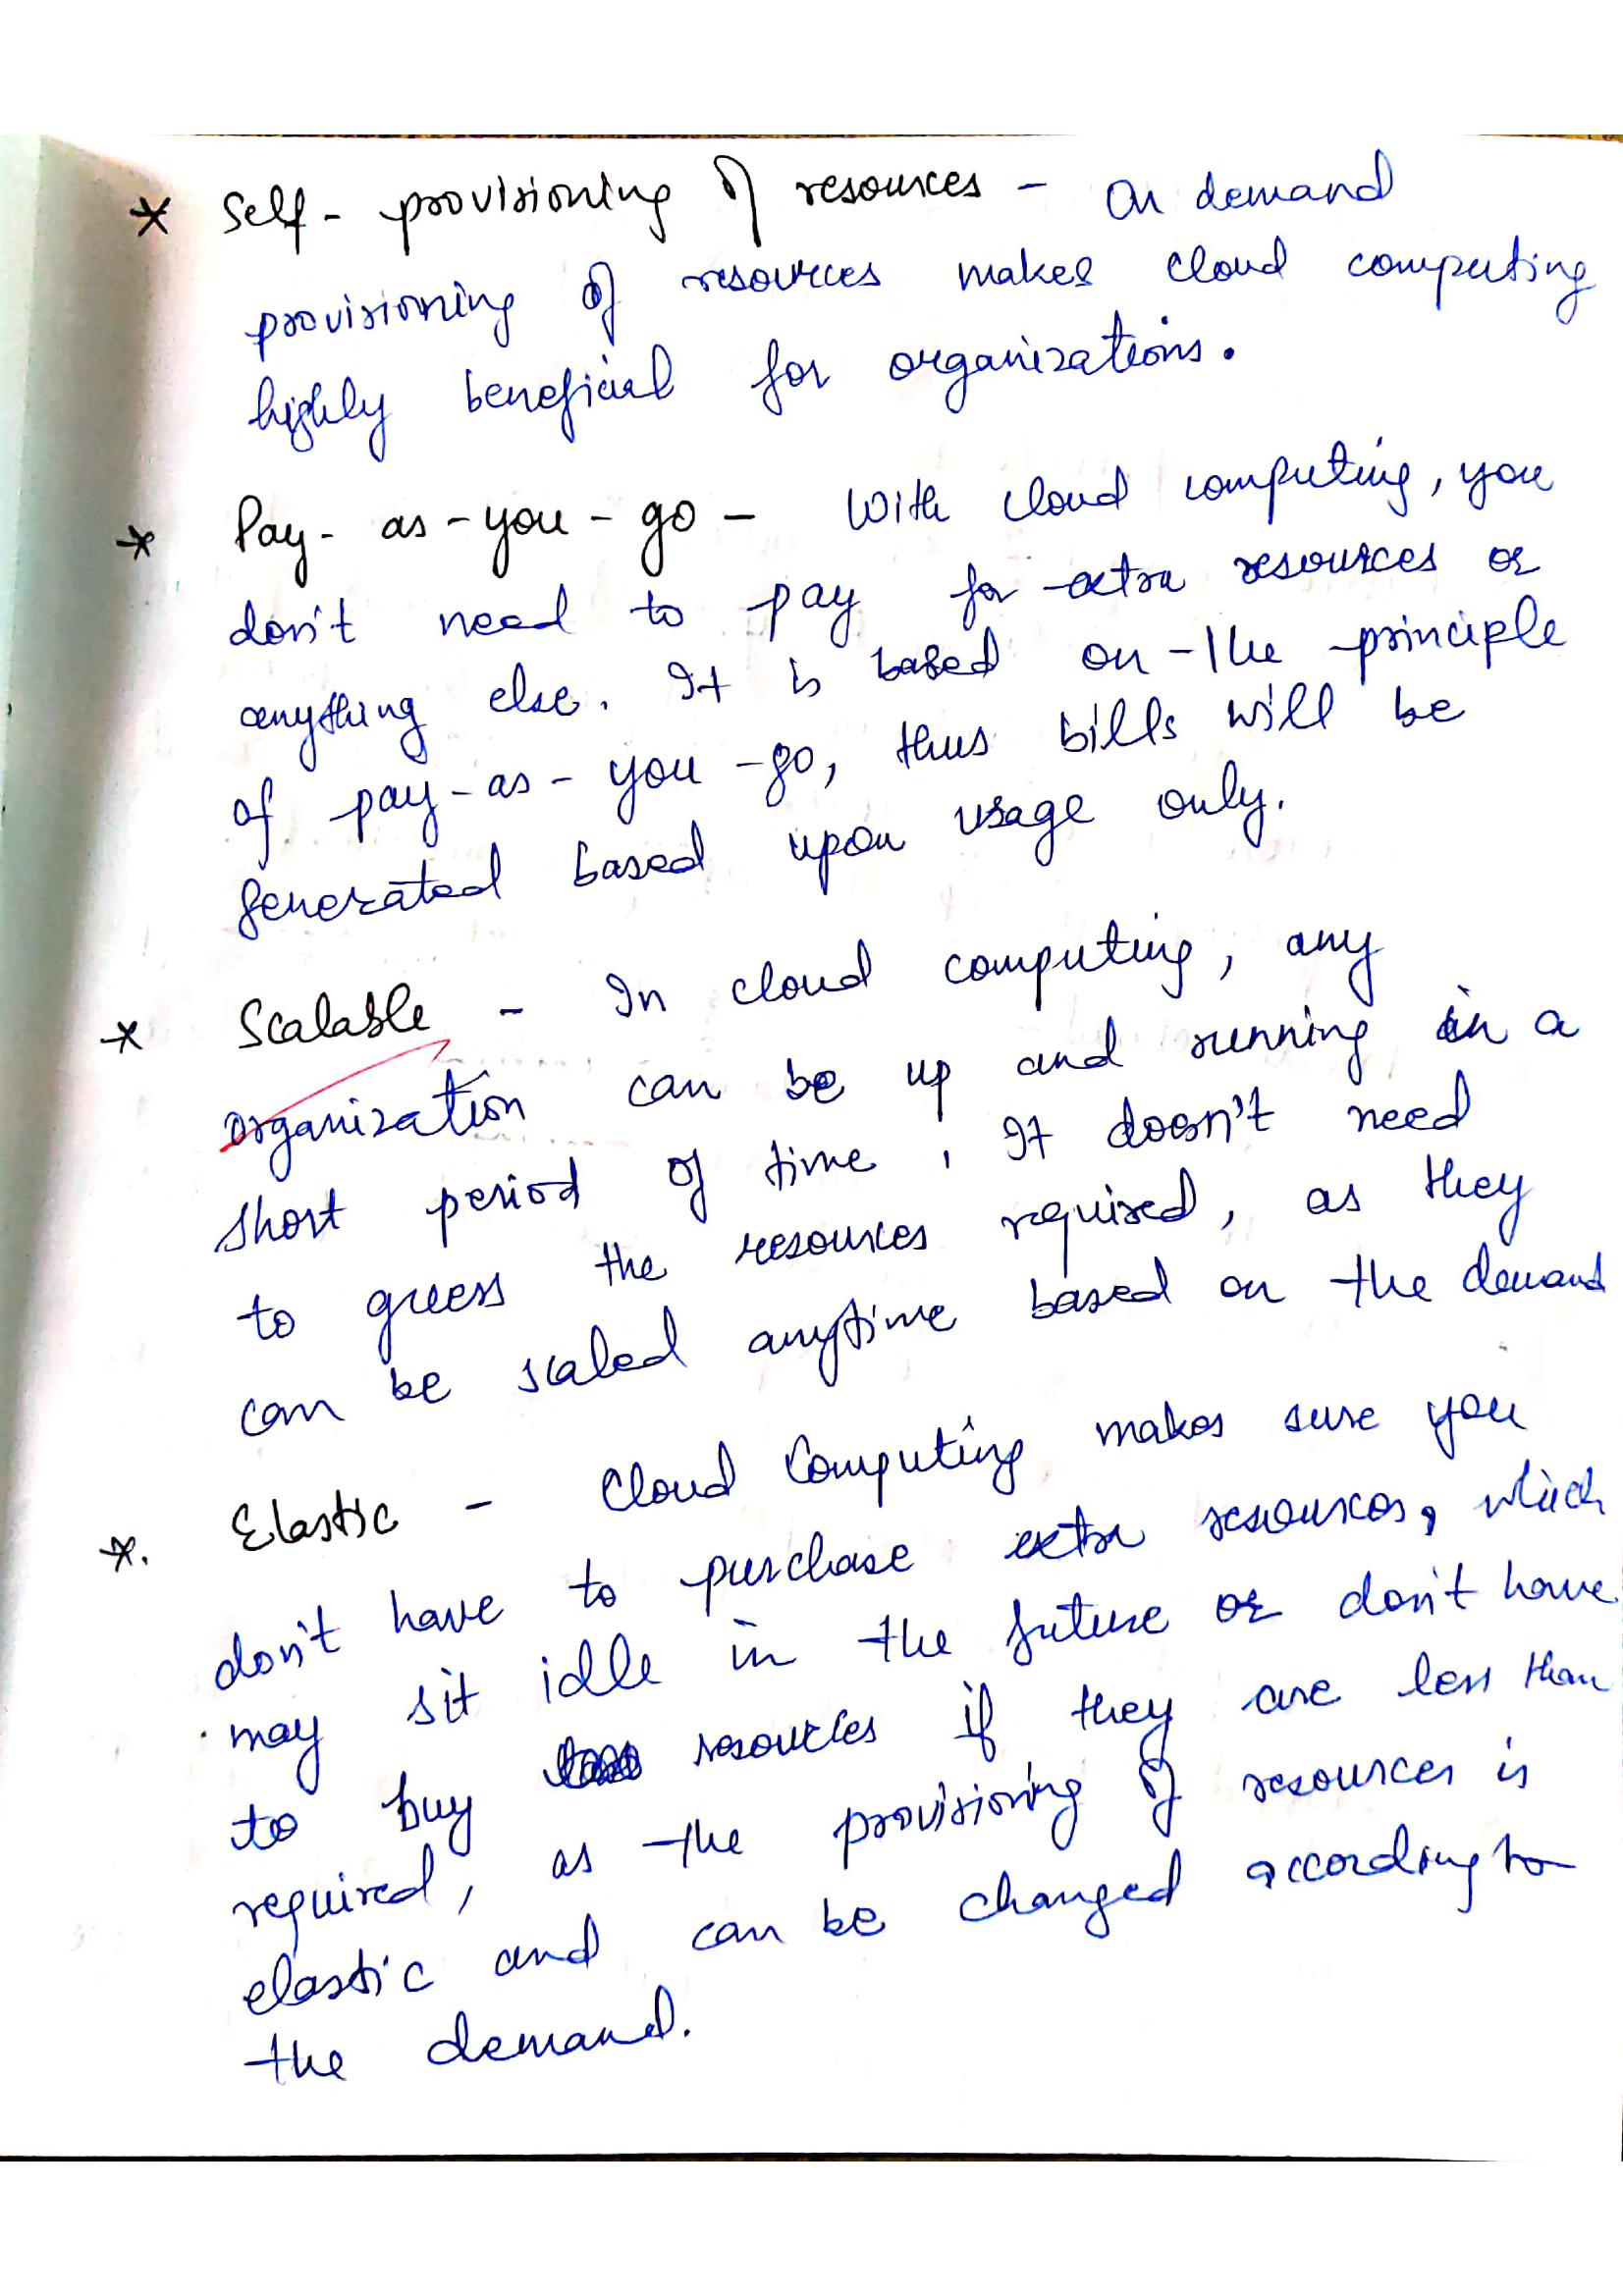 * Self-provisioning of resources - On demand
provisioning of resources makes cloud computing
highly beneficial for organizations.
* Pay-as-you-go - With cloud computing, you
don't need to pay for extra resources or
anything else. It is based on the principle
of pay-as-you-go, thus bills will be
generated based upon usage only.
* Scalable - In cloud computing, any
organization can be up and running in a
short period of time, It doesn't need
to guess the resources required, as they
can be scaled anytime based on the demand
*. Elastic - Cloud Computing makes sure you
don't have to purchase extra resources, which
may sit idle in the future or don't have
to buy resources if they are less than
required, as the provisioning of resources is
elastic and can be changed according to
the demand.